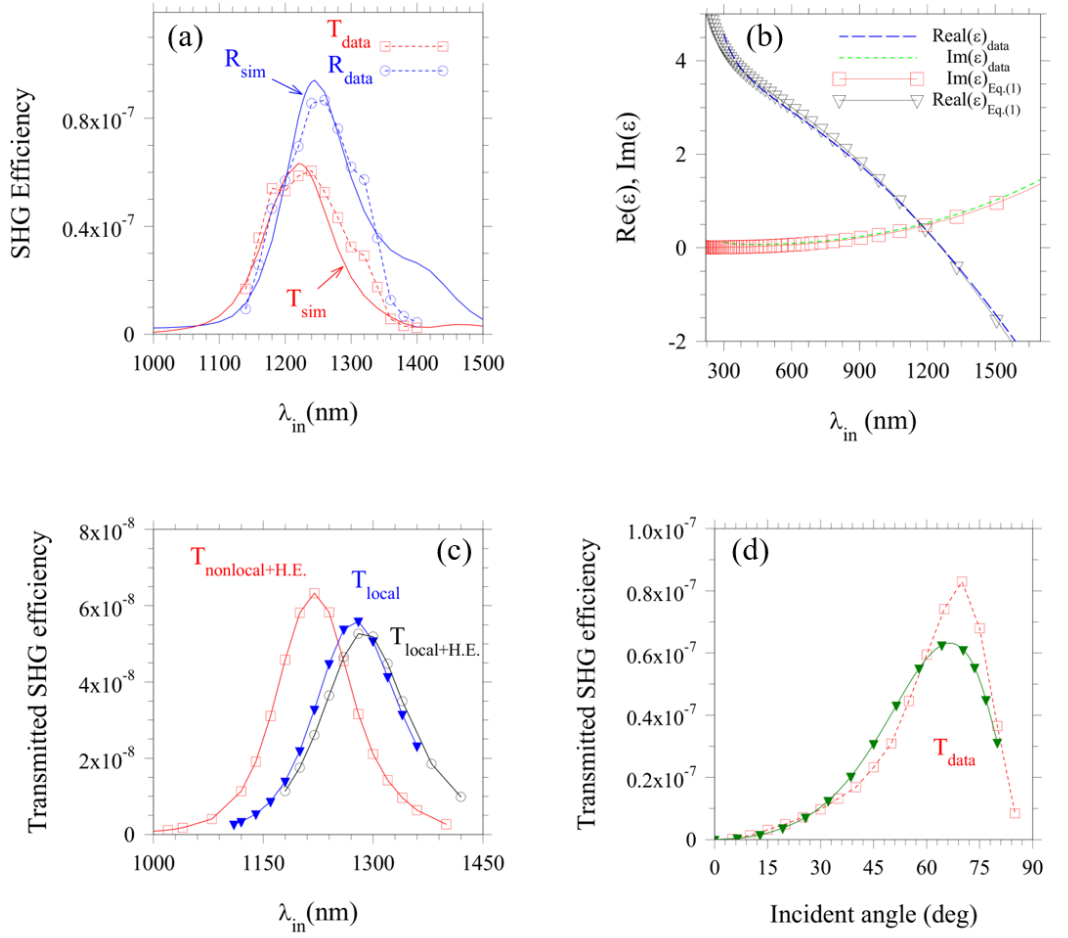 (a)
T_data
R_data
R_sim
T_sim
SHG Efficiency
0.8x10^-7
0.4x10^-7
0
1000 1100 1200 1300 1400 1500
λ_in(nm)
(b)
Real(ε)_data
Im(ε)_data
Im(ε)_Eq.(1)
Real(ε)_Eq.(1)
Re(ε), Im(ε)
4
2
0
-2
300 600 900 1200 1500
λ_in (nm)
(c)
T_nonlocal+H.E.
T_local
T_local+H.E.
Transmitted SHG efficiency
8x10^-8
6x10^-8
4x10^-8
2x10^-8
0
1000 1150 1300 1450
λ_in(nm)
(d)
T_data
Transmitted SHG efficiency
1.0x10^-7
0.8x10^-7
0.6x10^-7
0.4x10^-7
0.2x10^-7
0
0 15 30 45 60 75 90
Incident angle (deg)